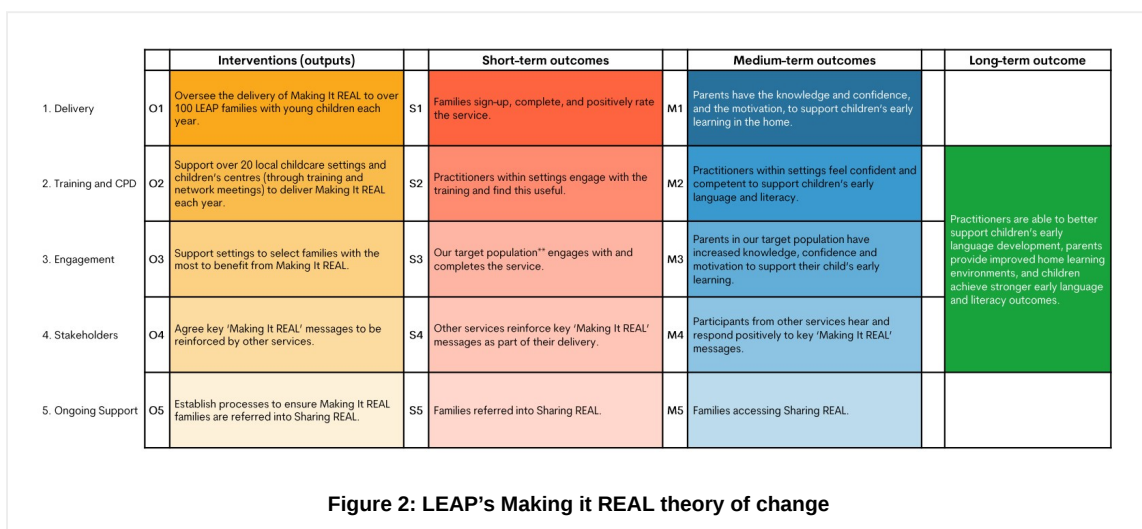 Interventions (outputs)
Short-term outcomes
Medium-term outcomes
Long-term outcome
1. Delivery
O1
Oversee the delivery of Making It REAL to over
100 LEAP families with young children each
year.
S1
Families sign-up, complete, and positively rate
the service.
M1
Parents have the knowledge and confidence,
and the motivation, to support children's early
learning in the home.
2. Training and CPD
O2
Support over 20 local childcare settings and
children's centres (through training and
network meetings) to deliver Making It REAL
each year.
S2
Practitioners within settings engage with the
training and find this useful.
M2
Practitioners within settings feel confident and
competent to support children's early
language and literacy.
3. Engagement
O3
Support settings to select families with the
most to benefit from Making It REAL.
S3
Our target population** engages with and
completes the service.
M3
Parents in our target population have
increased knowledge, confidence and
motivation to support their child's early
learning.
Practitioners are able to better
support children's early
language development, parents
provide improved home learning
environments, and children
achieve stronger early language
and literacy outcomes.
4. Stakeholders
O4
Agree key 'Making It REAL' messages to be
reinforced by other services.
S4
Other services reinforce key 'Making It REAL'
messages as part of their delivery.
M4
Participants from other services hear and
respond positively to key 'Making It REAL'
messages.
5. Ongoing Support
O5
Establish processes to ensure Making It REAL
families are referred into Sharing REAL.
S5
Families referred into Sharing REAL.
M5
Families accessing Sharing REAL.
Figure 2: LEAP's Making it REAL theory of change